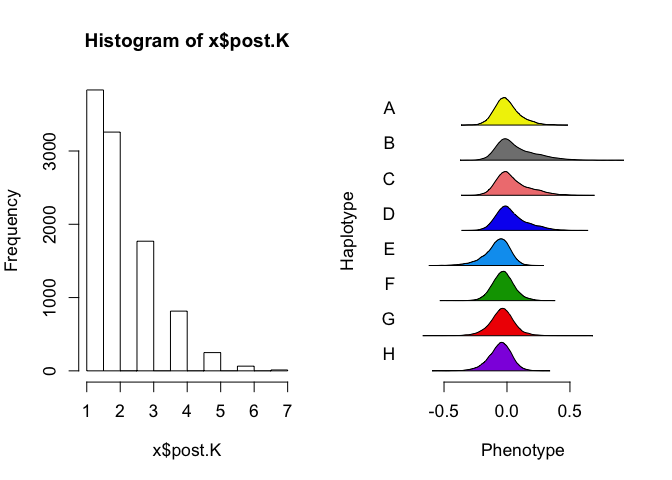 Histogram of x$post.K
Frequency
0
1000
2000
3000
1 2 3 4 5 6 7
x$post.K
Haplotype
A
B
C
D
E
F
G
H
-0.5 0.0 0.5
Phenotype